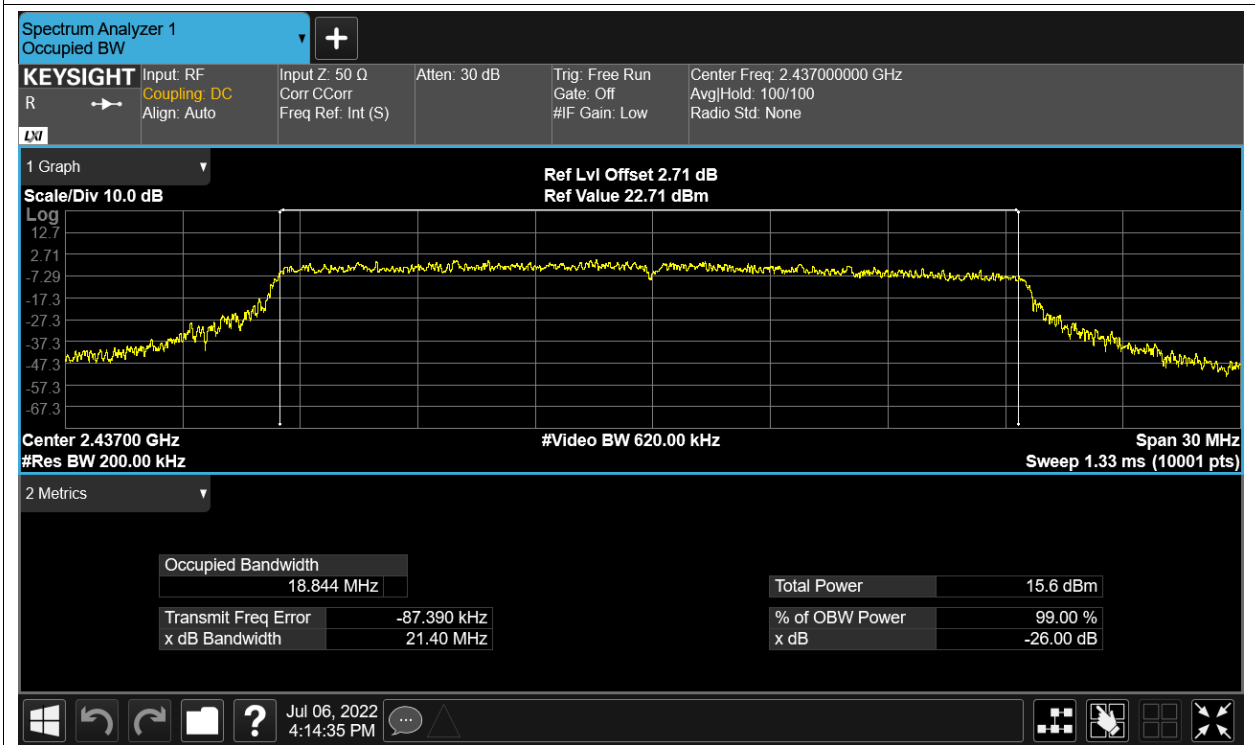 Spectrum Analyzer 1
Occupied BW
KEYSIGHT
R
LXI
Input: RF
Coupling: DC
Align: Auto
Input Z: 50 Ω
Corr CCorr
Freq Ref: Int (S)
Atten: 30 dB
Trig: Free Run
Gate: Off
#IF Gain: Low
Center Freq: 2.437000000 GHz
Avg|Hold: 100/100
Radio Std: None
1 Graph
Scale/Div 10.0 dB
Ref Lvl Offset 2.71 dB
Ref Value 22.71 dBm
Log
12.7
2.71
-7.29
-17.3
-27.3
-37.3
-47.3
-57.3
-67.3
Center 2.43700 GHz
#Video BW 620.00 kHz
Span 30 MHz
#Res BW 200.00 kHz
Sweep 1.33 ms (10001 pts)
2 Metrics
Occupied Bandwidth
18.844 MHz
Total Power 15.6 dBm
Transmit Freq Error -87.390 kHz
% of OBW Power 99.00 %
x dB Bandwidth 21.40 MHz
x dB -26.00 dB
?
Jul 06, 2022
4:14:35 PM